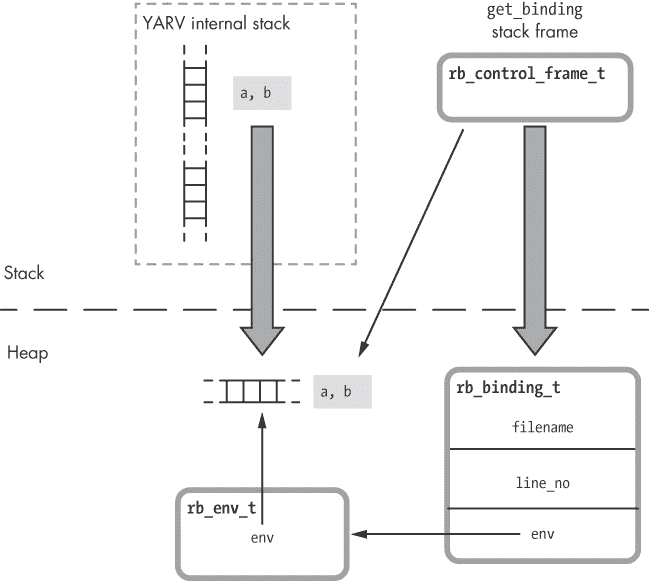 YARV internal stack
get_binding
stack frame
rb_control_frame_t
a, b
Stack
Heap
a, b
rb_binding_t
filename
line_no
env
rb_env_t
env